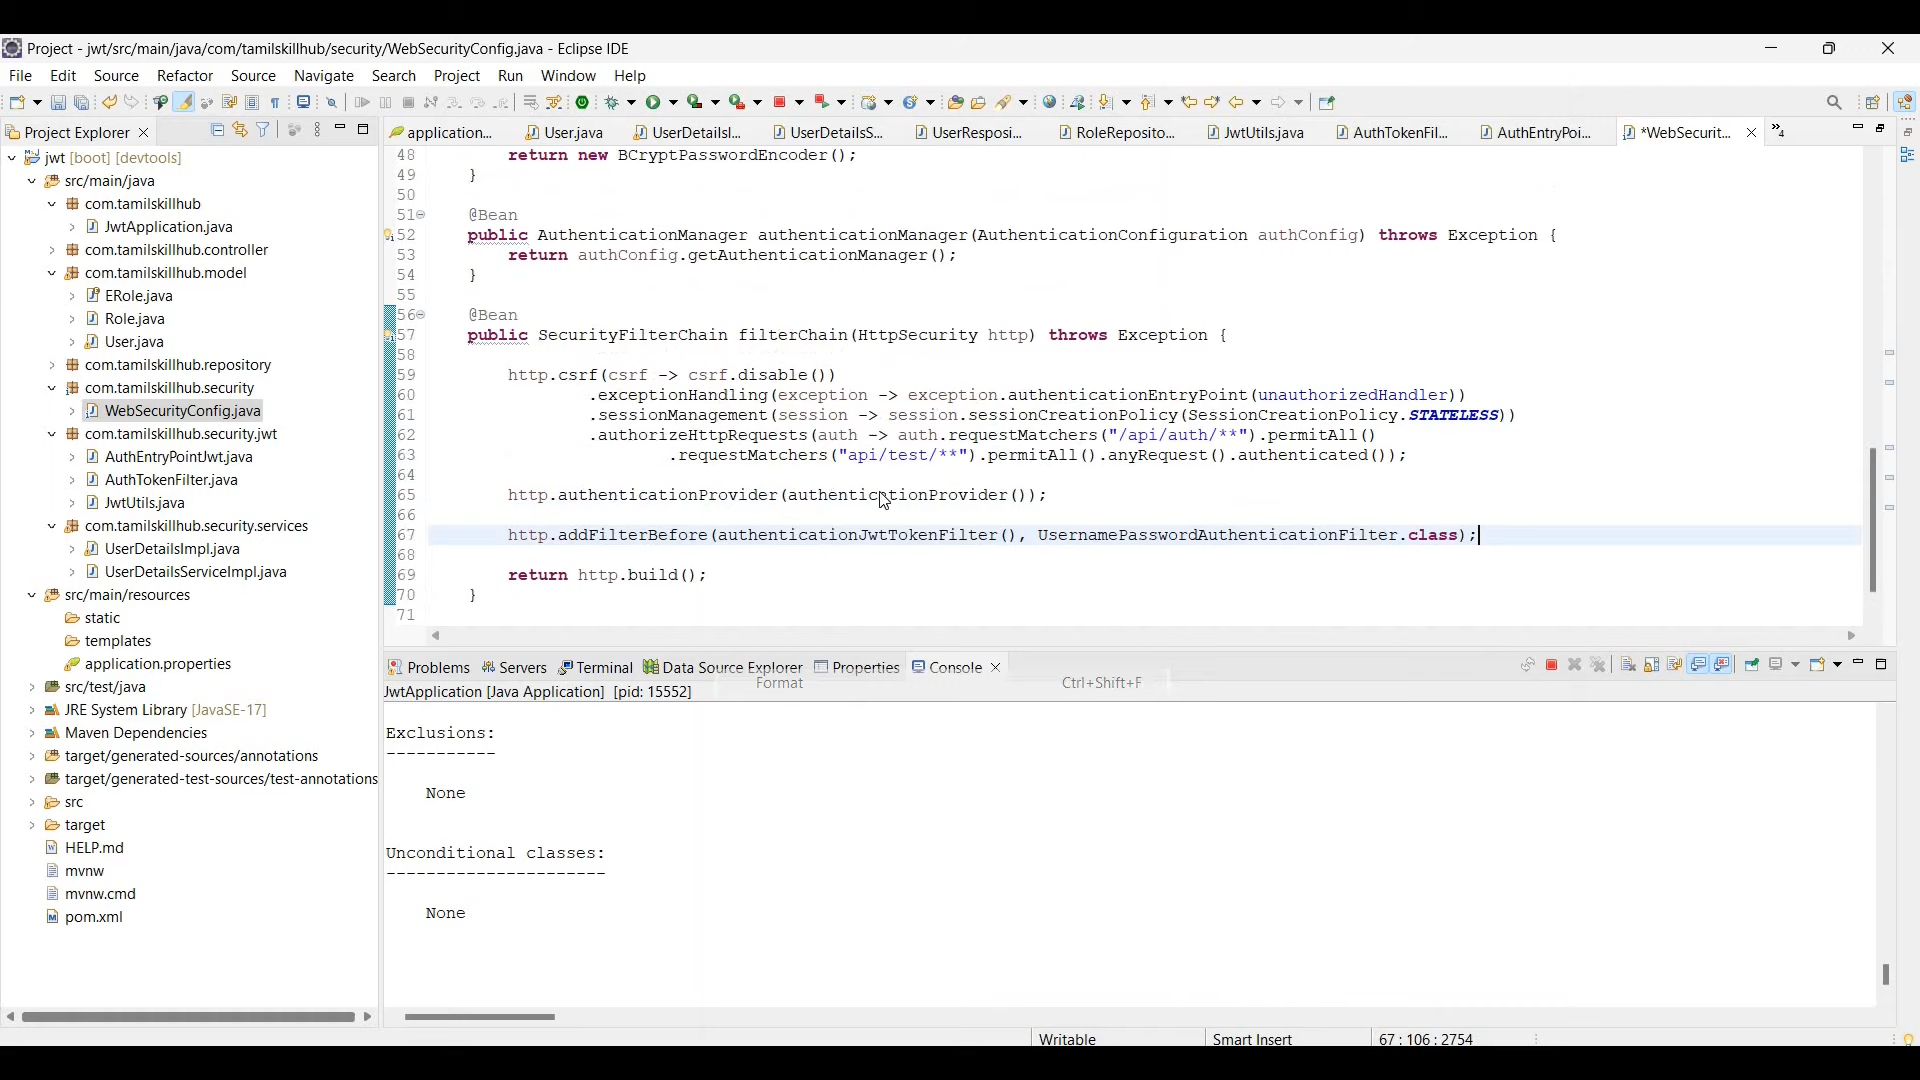 Project - jwt/src/main/java/com/tamilskillhub/security/WebSecurityConfig.java - Eclipse IDE
File Edit Source Refactor Source Navigate Search Project Run Window Help
Project Explorer
application...
User.java
UserDetailsI...
UserDetailsS...
UserResposi...
RoleReposito...
JwtUtils.java
AuthTokenFil...
AuthEntryPoi...
*WebSecurit...
»4
jwt [boot] [devtools]
src/main/java
com.tamilskillhub
JwtApplication.java
com.tamilskillhub.controller
com.tamilskillhub.model
ERole.java
Role.java
User.java
com.tamilskillhub.repository
com.tamilskillhub.security
WebSecurityConfig.java
com.tamilskillhub.security.jwt
AuthEntryPointJwt.java
AuthTokenFilter.java
JwtUtils.java
com.tamilskillhub.security.services
UserDetailsImpl.java
UserDetailsServiceImpl.java
src/main/resources
static
templates
application.properties
src/test/java
JRE System Library [JavaSE-17]
Maven Dependencies
target/generated-sources/annotations
target/generated-test-sources/test-annotations
src
target
HELP.md
mvnw
mvnw.cmd
pom.xml
48 return new BCryptPasswordEncoder();
49 }
50
51 @Bean
52 public AuthenticationManager authenticationManager(AuthenticationConfiguration authConfig) throws Exception {
53 return authConfig.getAuthenticationManager();
54 }
55
56 @Bean
57 public SecurityFilterChain filterChain(HttpSecurity http) throws Exception {
58
59 http.csrf(csrf -> csrf.disable())
60 .exceptionHandling(exception -> exception.authenticationEntryPoint(unauthorizedHandler))
61 .sessionManagement(session -> session.sessionCreationPolicy(SessionCreationPolicy.STATELESS))
62 .authorizeHttpRequests(auth -> auth.requestMatchers("/api/auth/**").permitAll()
63 .requestMatchers("api/test/**").permitAll().anyRequest().authenticated());
64
65 http.authenticationProvider(authenticationProvider());
66
67 http.addFilterBefore(authenticationJwtTokenFilter(), UsernamePasswordAuthenticationFilter.class);
68
69 return http.build();
70 }
71
Problems Servers Terminal Data Source Explorer Properties Console
Format Ctrl+Shift+F
JwtApplication [Java Application] [pid: 15552]
Exclusions:
-----------
None
Unconditional classes:
----------------------
None
Writable Smart Insert 67 : 106 : 2754